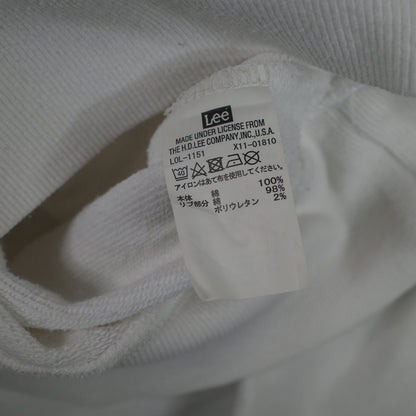 Lee
MADE UNDER LICENSE FROM
THE H.D.LEE COMPANY,INC.,U.S.A.
LOL-1151 X11-01810
40
アイロンはあて布を使用してください。
本体 綿 100%
リブ部分 綿 98%
ポリウレタン 2%